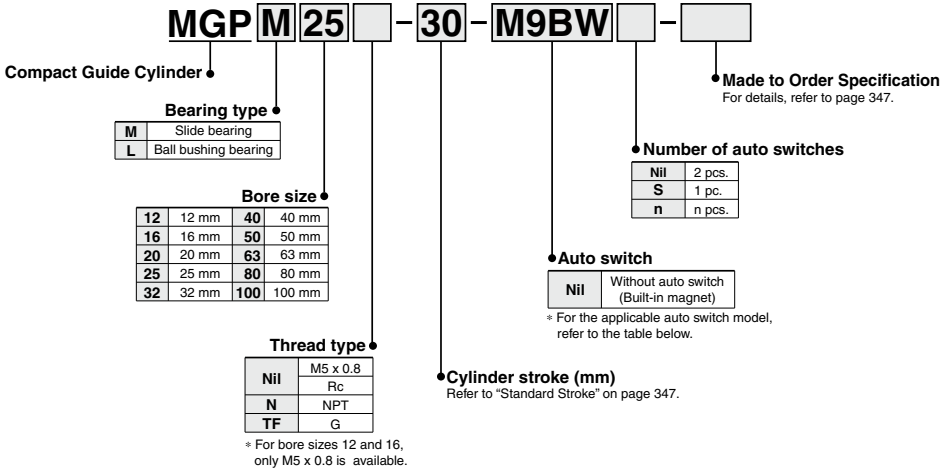 MGP M 25 - 30 - M9BW -
Compact Guide Cylinder
Made to Order Specification
For details, refer to page 347.
Bearing type
M Slide bearing
L Ball bushing bearing
Number of auto switches
Nil 2 pcs.
S 1 pc.
n n pcs.
Bore size
12 12 mm 40 40 mm
16 16 mm 50 50 mm
20 20 mm 63 63 mm
25 25 mm 80 80 mm
32 32 mm 100 100 mm
Auto switch
Nil Without auto switch
(Built-in magnet)
* For the applicable auto switch model,
refer to the table below.
Thread type
Nil M5 x 0.8
Rc
N NPT
TF G
* For bore sizes 12 and 16,
only M5 x 0.8 is available.
Cylinder stroke (mm)
Refer to “Standard Stroke” on page 347.